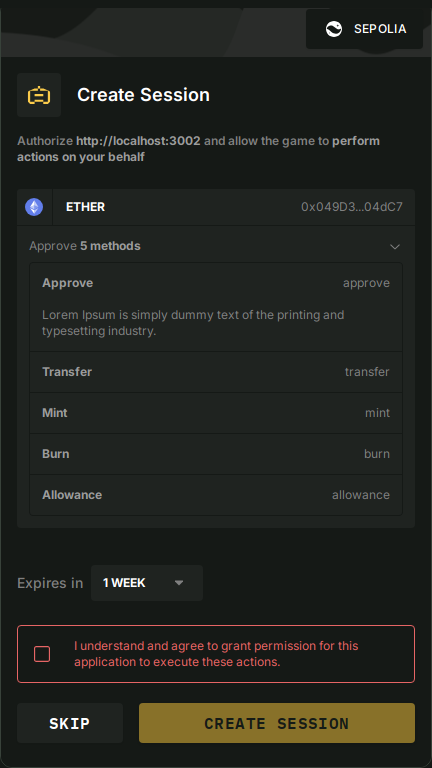 SEPOLIA
Create Session
Authorize http://localhost:3002 and allow the game to perform
actions on your behalf
ETHER 0x049D3...04dC7
Approve 5 methods
Approve approve
Lorem Ipsum is simply dummy text of the printing and
typesetting industry.
Transfer transfer
Mint mint
Burn burn
Allowance allowance
Expires in 1 WEEK
I understand and agree to grant permission for this
application to execute these actions.
SKIP CREATE SESSION